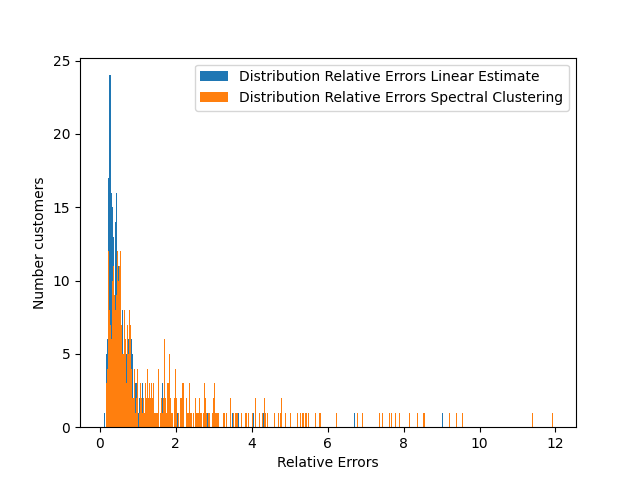 Distribution Relative Errors Linear Estimate
Distribution Relative Errors Spectral Clustering
25
20
15
10
5
0
Number customers
0 2 4 6 8 10 12
Relative Errors